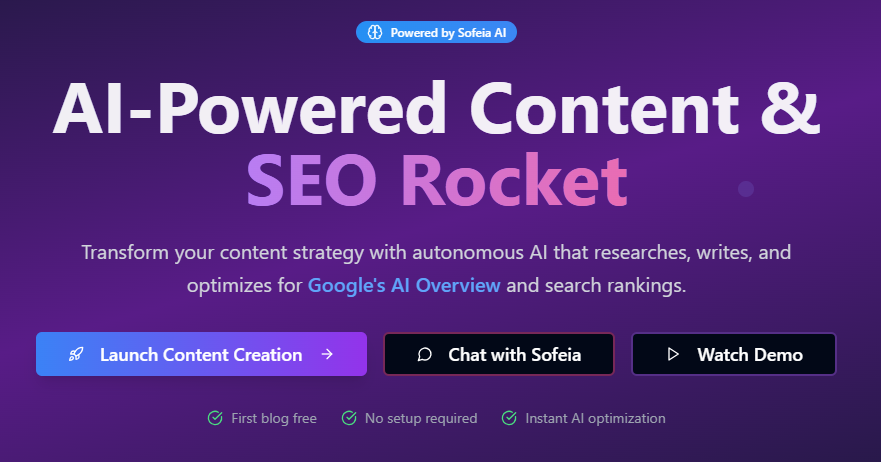 Powered by Sofeia AI
AI-Powered Content &
SEO Rocket
Transform your content strategy with autonomous AI that researches, writes, and
optimizes for Google's AI Overview and search rankings.
Launch Content Creation →
Chat with Sofeia
Watch Demo
First blog free
No setup required
Instant AI optimization